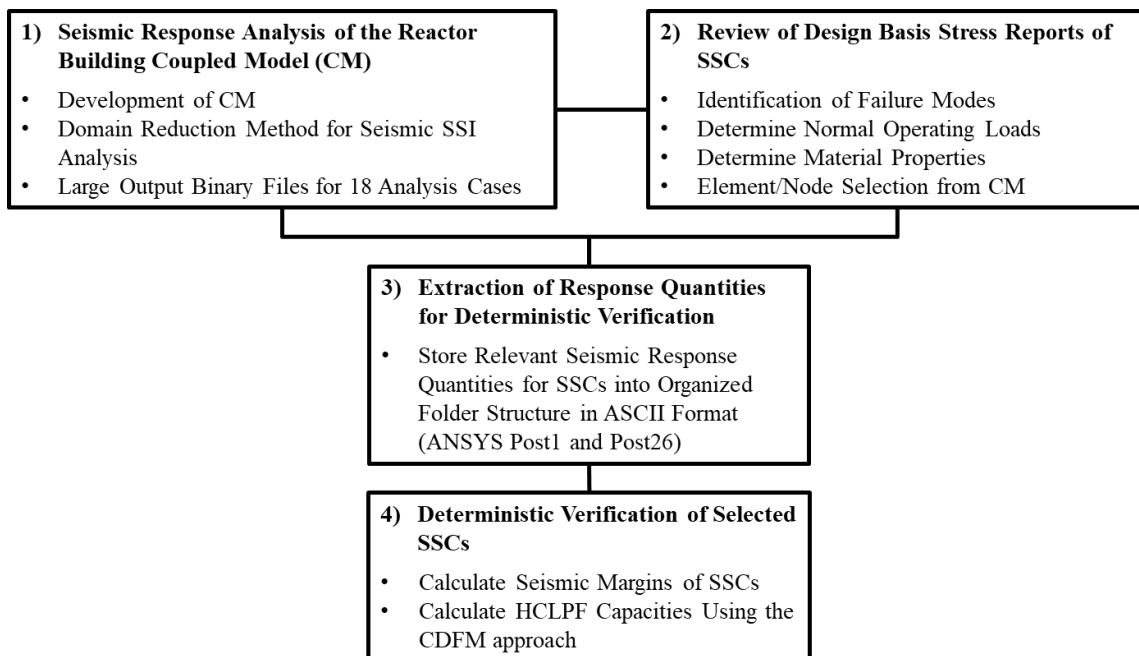 1) Seismic Response Analysis of the Reactor
Building Coupled Model (CM)
• Development of CM
• Domain Reduction Method for Seismic SSI
Analysis
• Large Output Binary Files for 18 Analysis Cases
2) Review of Design Basis Stress Reports of
SSCs
• Identification of Failure Modes
• Determine Normal Operating Loads
• Determine Material Properties
• Element/Node Selection from CM
3) Extraction of Response Quantities
for Deterministic Verification
• Store Relevant Seismic Response
Quantities for SSCs into Organized
Folder Structure in ASCII Format
(ANSYS Post1 and Post26)
4) Deterministic Verification of Selected
SSCs
• Calculate Seismic Margins of SSCs
• Calculate HCLPF Capacities Using the
CDFM approach